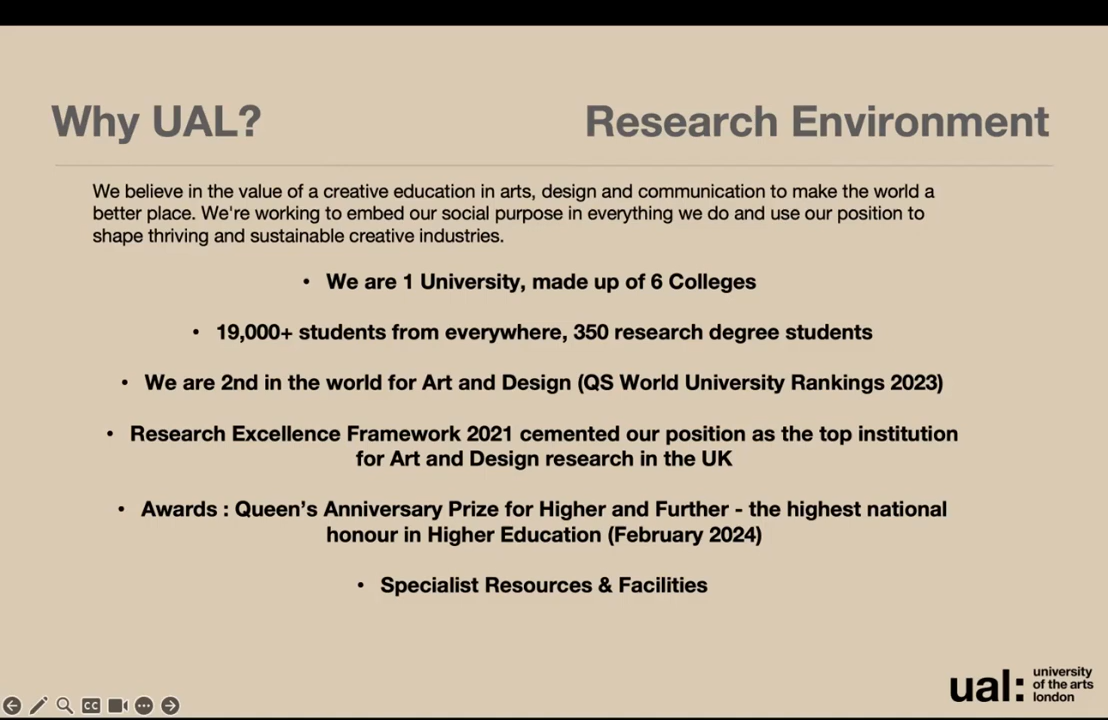 Why UAL?
Research Environment
We believe in the value of a creative education in arts, design and communication to make the world a
better place. We're working to embed our social purpose in everything we do and use our position to
shape thriving and sustainable creative industries.
• We are 1 University, made up of 6 Colleges
• 19,000+ students from everywhere, 350 research degree students
• We are 2nd in the world for Art and Design (QS World University Rankings 2023)
• Research Excellence Framework 2021 cemented our position as the top institution
for Art and Design research in the UK
• Awards : Queen’s Anniversary Prize for Higher and Further - the highest national
honour in Higher Education (February 2024)
• Specialist Resources & Facilities
CC
ual:
university
of the arts
london